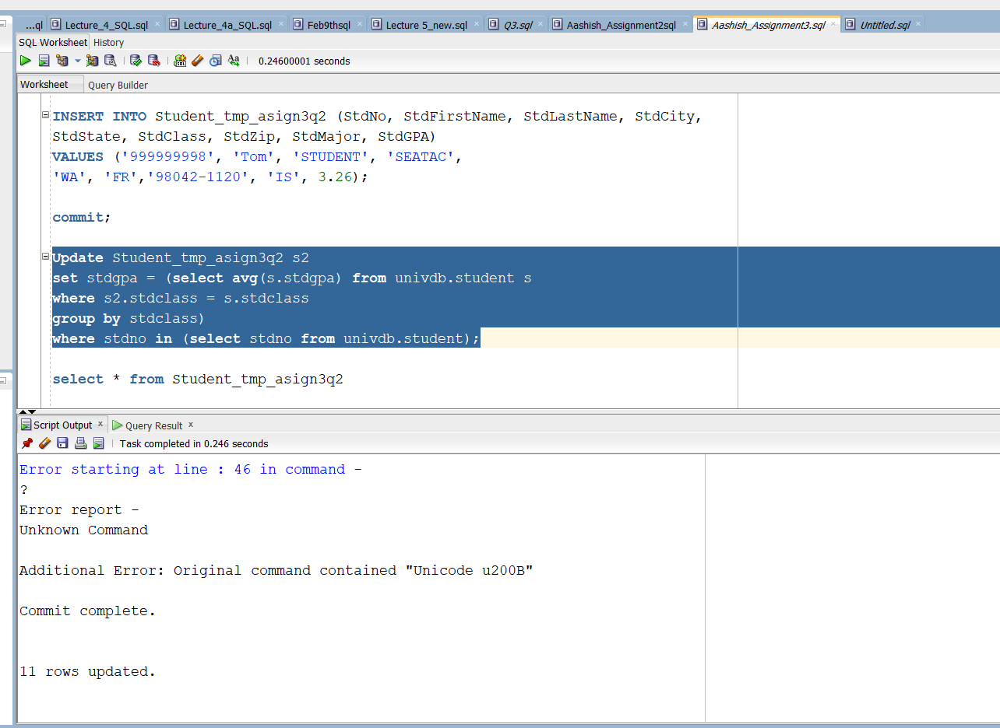 ...ql Lecture_4_SQL.sql Lecture_4a_SQL.sql Feb9thsql Lecture 5_new.sql Q3.sql Aashish_Assignment2sql Aashish_Assignment3.sql Untitled.sql
SQL Worksheet History
0.24600001 seconds
Worksheet Query Builder
INSERT INTO Student_tmp_asign3q2 (StdNo, StdFirstName, StdLastName, StdCity,
StdState, StdClass, StdZip, StdMajor, StdGPA)
VALUES ('999999998', 'Tom', 'STUDENT', 'SEATAC',
'WA', 'FR','98042-1120', 'IS', 3.26);
commit;
Update Student_tmp_asign3q2 s2
set stdgpa = (select avg(s.stdgpa) from univdb.student s
where s2.stdclass = s.stdclass
group by stdclass)
where stdno in (select stdno from univdb.student);
select * from Student_tmp_asign3q2
Script Output x Query Result x
Task completed in 0.246 seconds
Error starting at line : 46 in command -
?
Error report -
Unknown Command
Additional Error: Original command contained "Unicode u200B"
Commit complete.
11 rows updated.